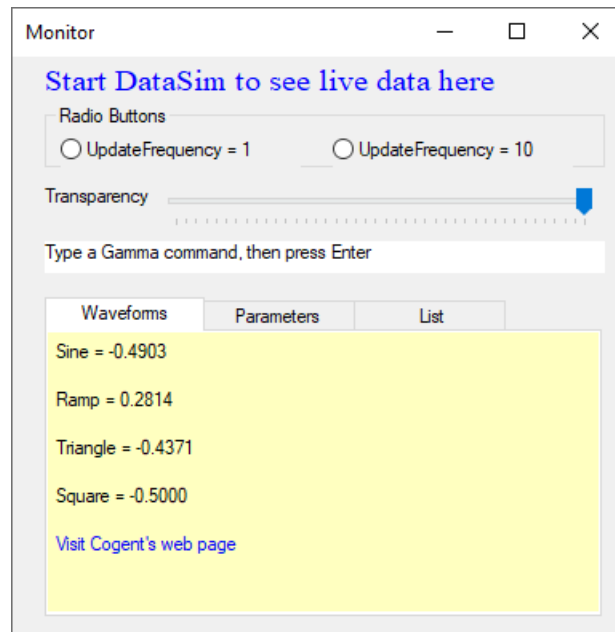 Monitor
Start DataSim to see live data here
Radio Buttons
UpdateFrequency = 1 UpdateFrequency = 10
Transparency
Type a Gamma command, then press Enter
Waveforms Parameters List
Sine = -0.4903
Ramp = 0.2814
Triangle = -0.4371
Square = -0.5000
Visit Cogent's web page